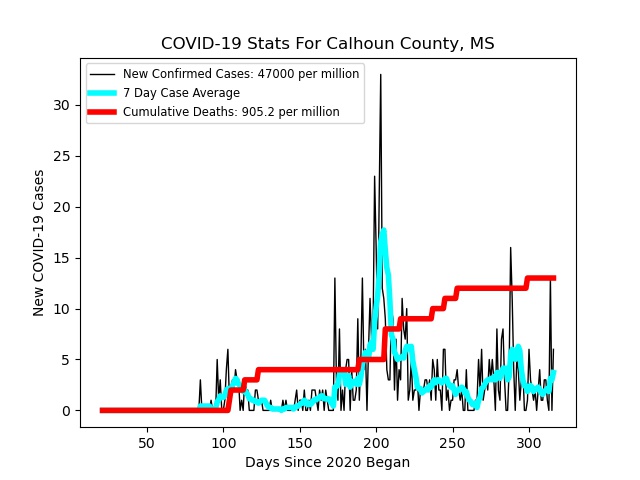 COVID-19 Stats For Calhoun County, MS
New Confirmed Cases: 47000 per million
7 Day Case Average
Cumulative Deaths: 905.2 per million
New COVID-19 Cases
30
25
20
15
10
5
0
50 100 150 200 250 300
Days Since 2020 Began